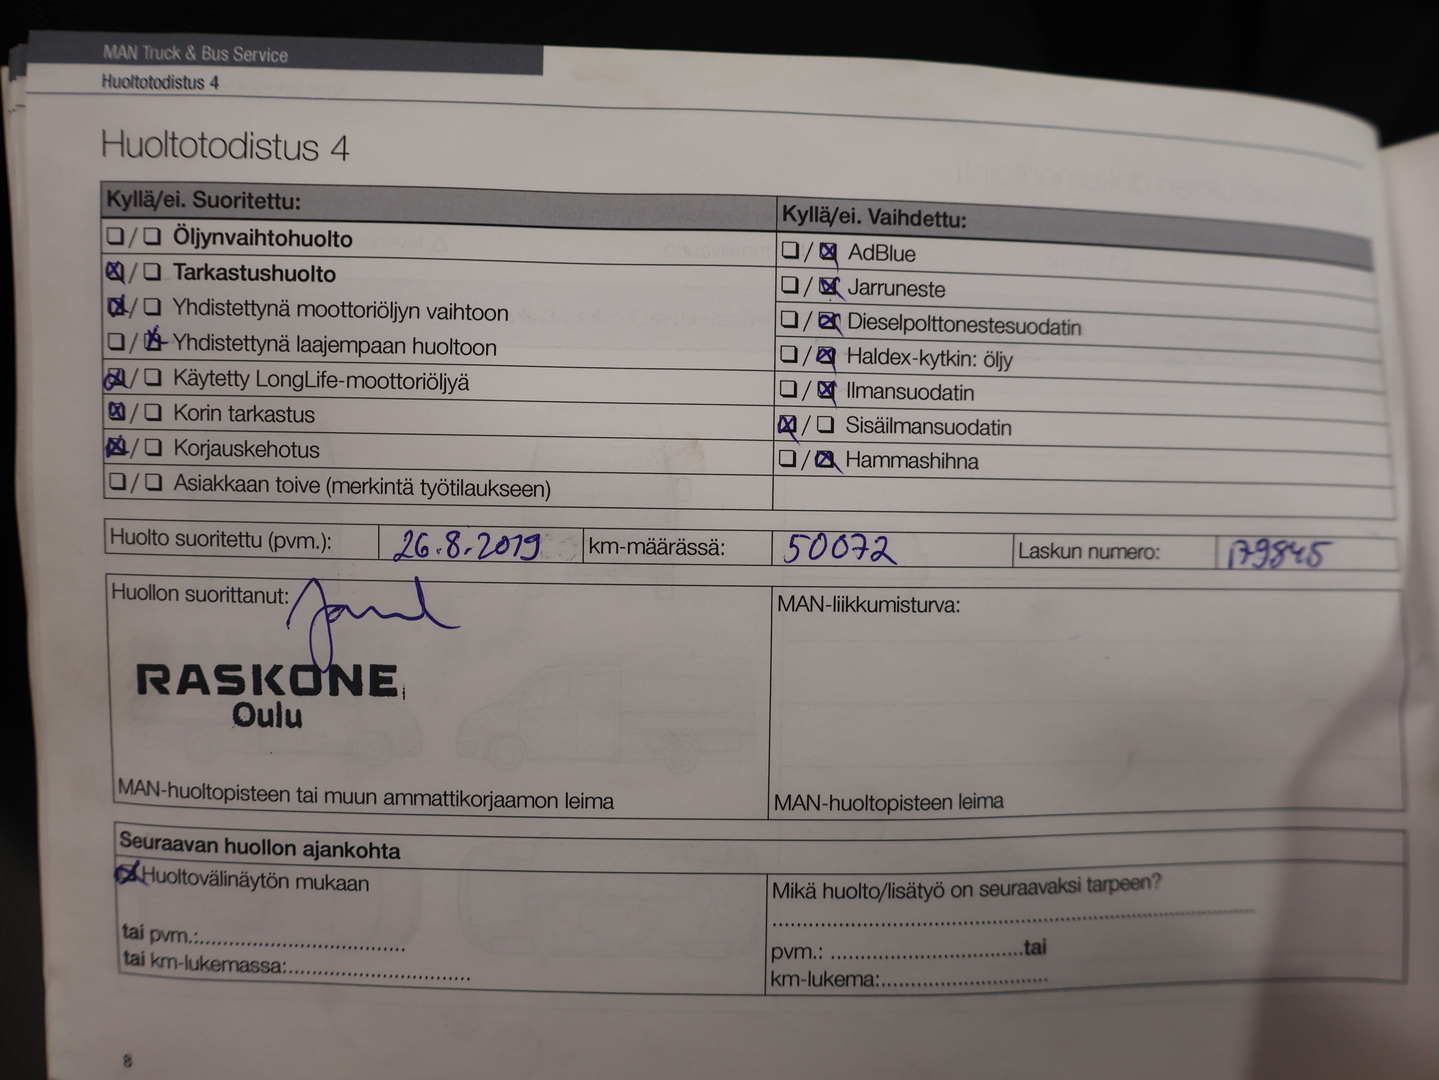 MAN Truck & Bus Service
Huoltotodistus 4
Huoltotodistus 4
Kyllä/ei. Suoritettu:
☐/☐ Öljynvaihtohuolto
☒/☐ Tarkastushuolto
☒/☐ Yhdistettynä moottoriöljyn vaihtoon
☐/☒ Yhdistettynä laajempaan huoltoon
☒/☐ Käytetty LongLife-moottoriöljyä
☒/☐ Korin tarkastus
☒/☐ Korjauskehotus
☐/☐ Asiakkaan toive (merkintä työtilaukseen)
Kyllä/ei. Vaihdettu:
☐/☒ AdBlue
☐/☒ Jarruneste
☐/☒ Dieselpolttonestesuodatin
☐/☒ Haldex-kytkin: öljy
☐/☒ Ilmansuodatin
☒/☐ Sisäilmansuodatin
☐/☒ Hammashihna
Huolto suoritettu (pvm.): 26.8.2019 km-määrässä: 50072 Laskun numero:
Huollon suorittanut:
RASKONE
Oulu
MAN-huoltopisteen tai muun ammattikorjaamon leima
MAN-liikkumisturva:
MAN-huoltopisteen leima
Seuraavan huollon ajankohta
☒ Huoltovälinäytön mukaan
tai pvm.:
tai km-lukemassa:
Mikä huolto/lisätyö on seuraavaksi tarpeen?
pvm.: tai
km-lukema:
8